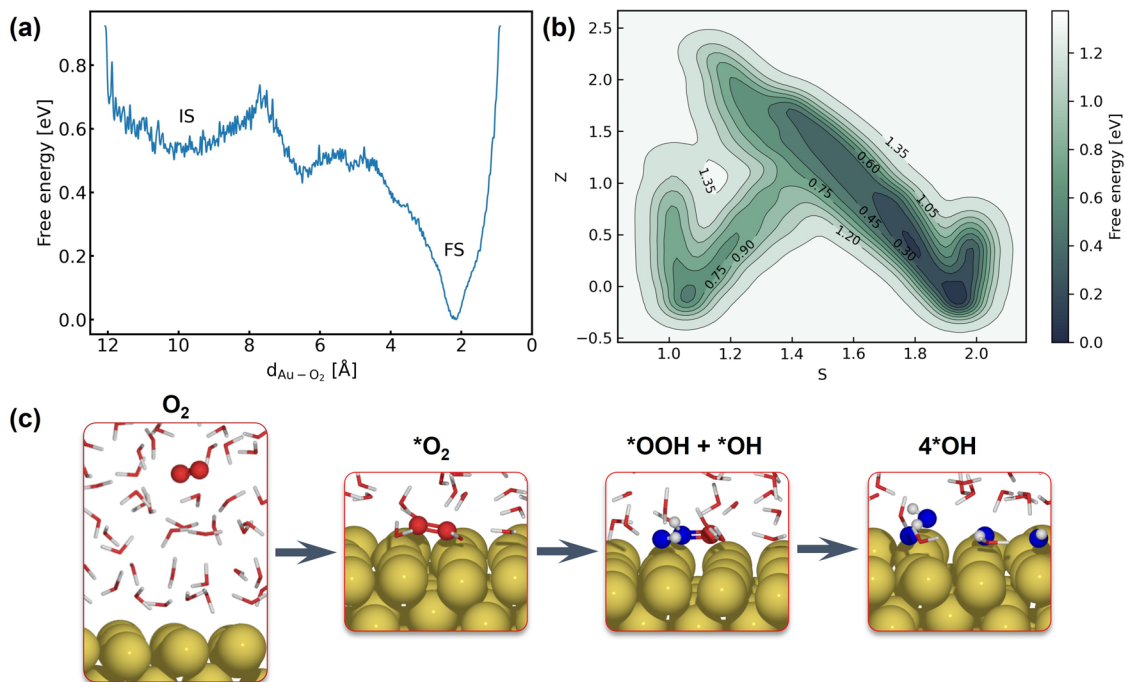 (a)
Free energy [eV]
0.8
0.6
0.4
0.2
0.0
IS
FS
12 10 8 6 4 2 0
d Au – O2 [Å]
(b)
Z
2.5
2.0
1.5
1.0
0.5
0.0
−0.5
1.35
1.35
0.60
0.75
0.45
1.05
0.90
0.75
1.20
0.30
1.0 1.2 1.4 1.6 1.8 2.0
S
1.2
1.0
0.8
0.6
0.4
0.2
0.0
Free energy [eV]
(c)
O2
*O2
*OOH + *OH
4*OH